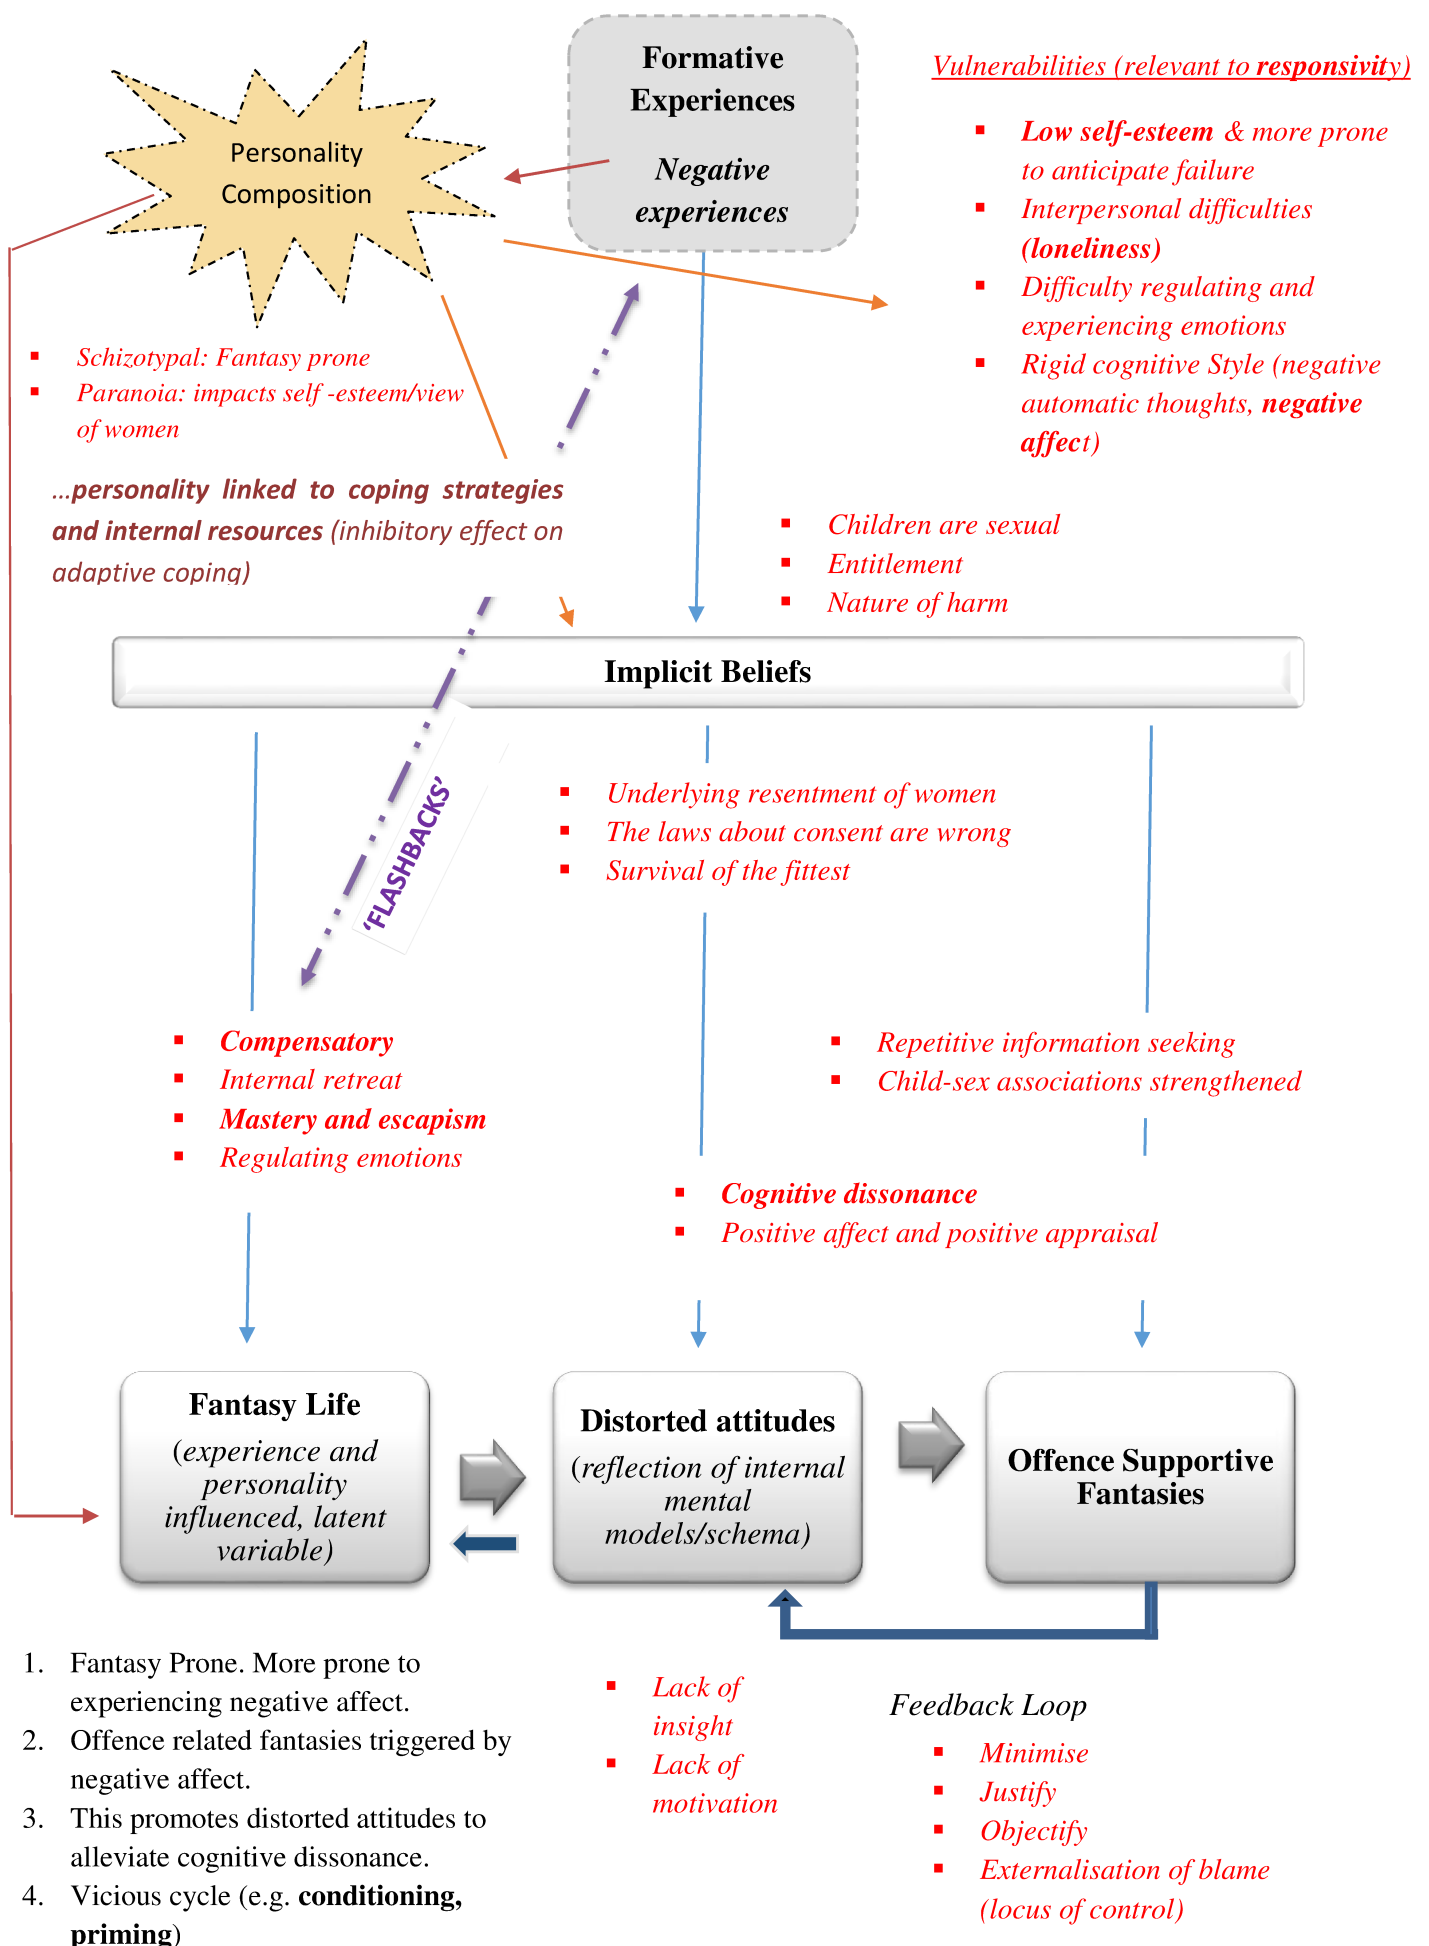 Formative
Experiences
Negative
experiences
Personality
Composition
Vulnerabilities (relevant to responsivity)
▪ Low self-esteem & more prone
to anticipate failure
▪ Interpersonal difficulties
(loneliness)
▪ Difficulty regulating and
experiencing emotions
▪ Rigid cognitive Style (negative
automatic thoughts, negative
affect)
▪ Schizotypal: Fantasy prone
▪ Paranoia: impacts self -esteem/view
of women
...personality linked to coping strategies
and internal resources (inhibitory effect on
adaptive coping)
▪ Children are sexual
▪ Entitlement
▪ Nature of harm
Implicit Beliefs
‘FLASHBACKS’
▪ Underlying resentment of women
▪ The laws about consent are wrong
▪ Survival of the fittest
▪ Compensatory
▪ Internal retreat
▪ Mastery and escapism
▪ Regulating emotions
▪ Repetitive information seeking
▪ Child-sex associations strengthened
▪ Cognitive dissonance
▪ Positive affect and positive appraisal
Fantasy Life
(experience and
personality
influenced, latent
variable)
Distorted attitudes
(reflection of internal
mental
models/schema)
Offence Supportive
Fantasies
1. Fantasy Prone. More prone to
experiencing negative affect.
2. Offence related fantasies triggered by
negative affect.
3. This promotes distorted attitudes to
alleviate cognitive dissonance.
4. Vicious cycle (e.g. conditioning,
priming)
▪ Lack of
insight
▪ Lack of
motivation
Feedback Loop
▪ Minimise
▪ Justify
▪ Objectify
▪ Externalisation of blame
(locus of control)